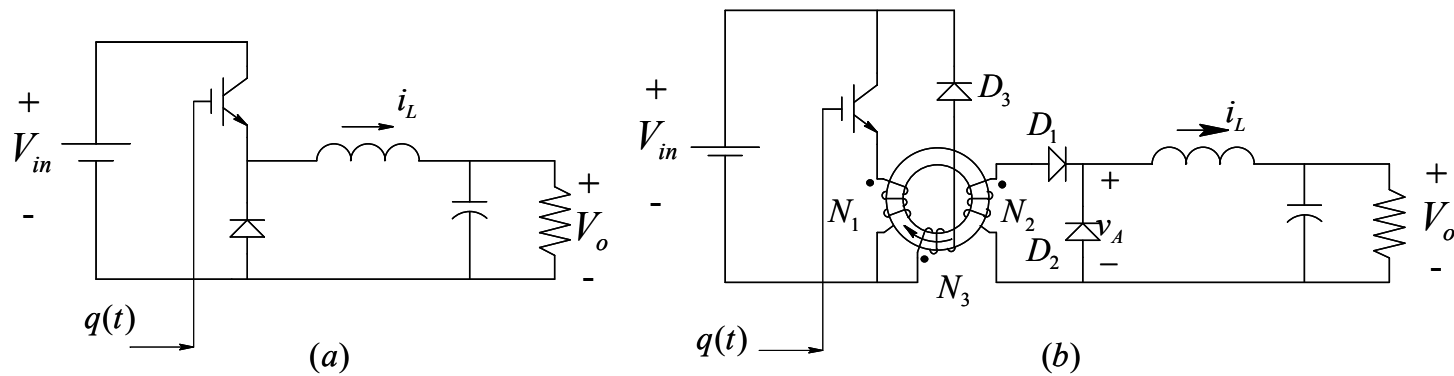 +
V_in
-
i_L
+
V_o
-
q(t)
(a)
+
V_in
-
D_3
D_1
i_L
N_1
N_2
+
v_A
−
D_2
N_3
+
V_o
-
q(t)
(b)